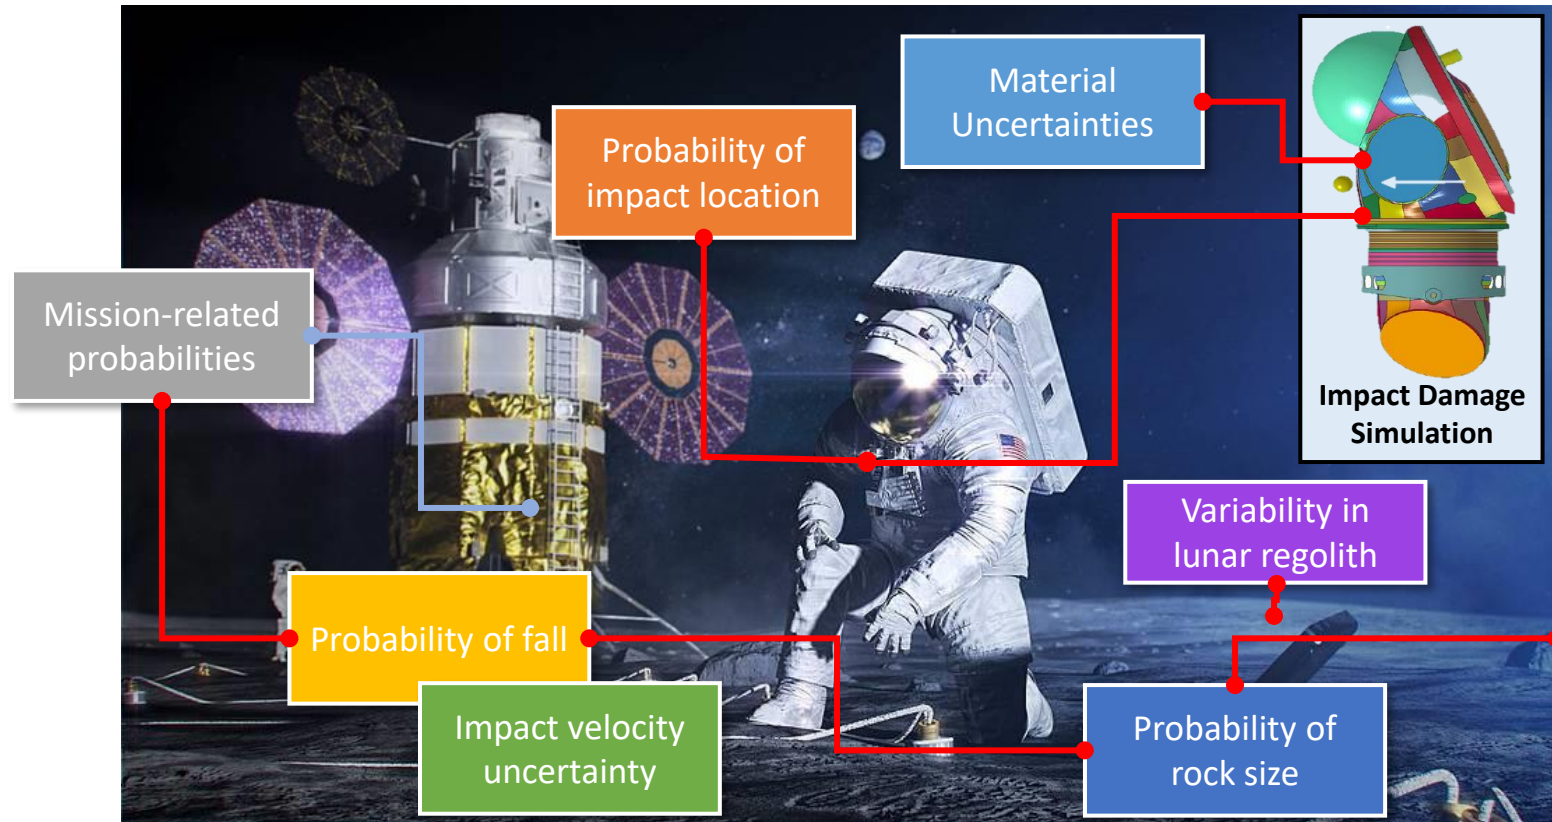 Material
Uncertainties
Probability of
impact location
Mission-related
probabilities
Impact Damage
Simulation
Variability in
lunar regolith
Probability of fall
Impact velocity
uncertainty
Probability of
rock size